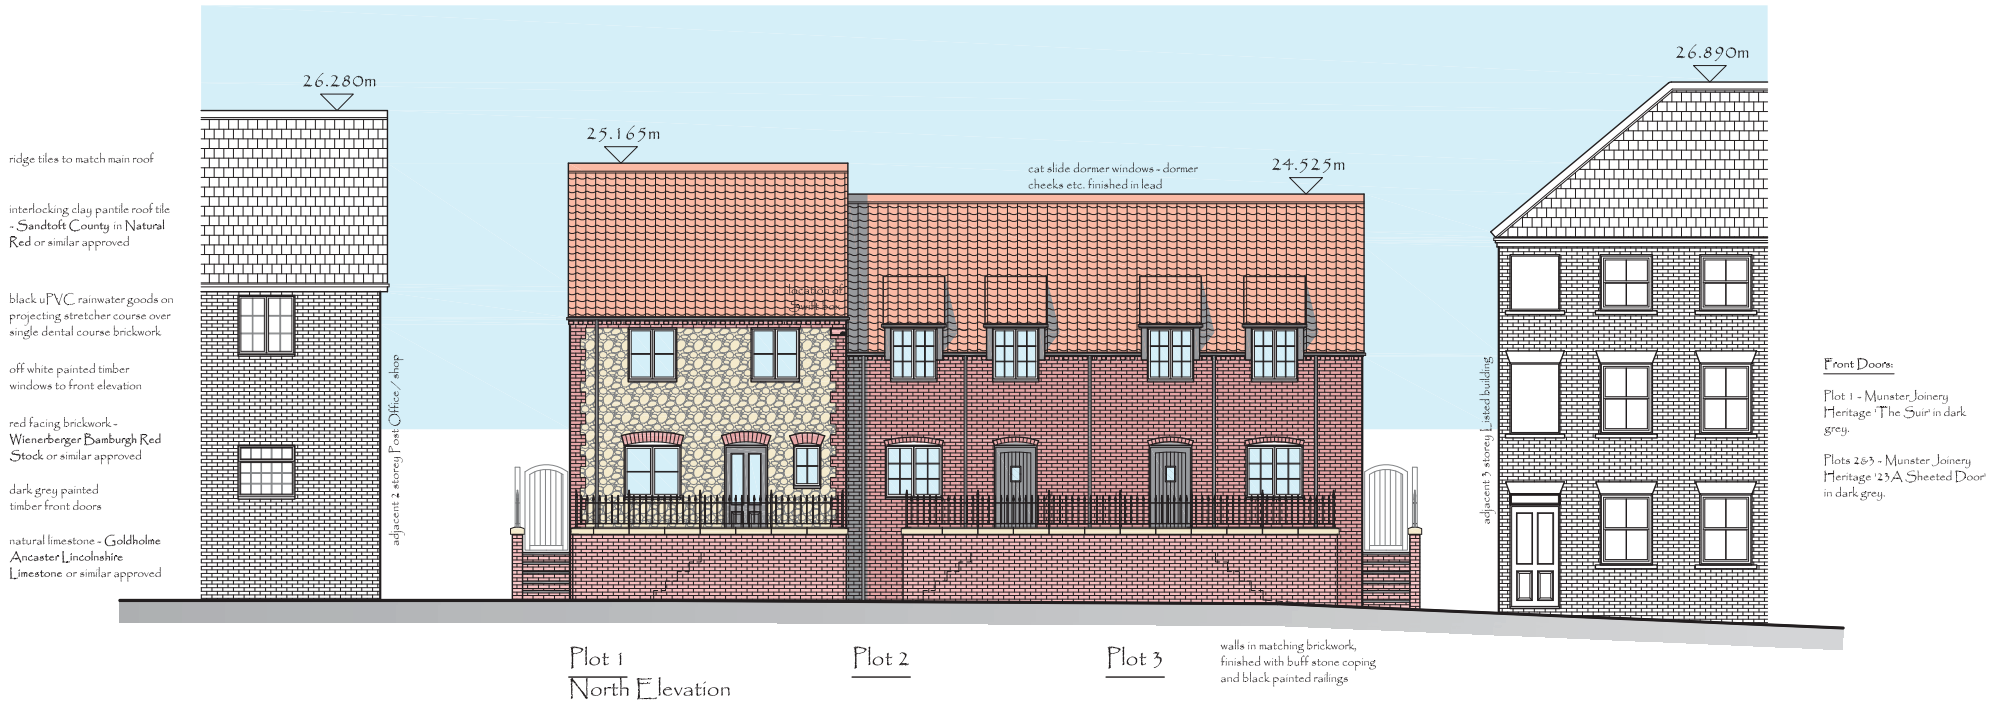 26.280m
26.890m
25.165m
24.525m
cat slide dormer windows - dormer
cheeks etc. finished in lead
ridge tiles to match main roof
interlocking clay pantile roof tile
- Sandtoft County in Natural
Red or similar approved
black uPVC rainwater goods on
projecting stretcher course over
single dental course brickwork
off white painted timber
windows to front elevation
red facing brickwork -
Wienerberger Bamburgh Red
Stock or similar approved
dark grey painted
timber front doors
natural limestone - Goldholme
Ancaster Lincolnshire
Limestone or similar approved
adjacent 2 storey Post Office / shop
location of
swift box
adjacent 3 storey Listed building
Front Doors:
Plot 1 - Munster Joinery
Heritage 'The Suir' in dark
grey.
Plots 2&3 - Munster Joinery
Heritage '23A Sheeted Door'
in dark grey.
Plot 1
Plot 2
Plot 3
North Elevation
walls in matching brickwork,
finished with buff stone coping
and black painted railings